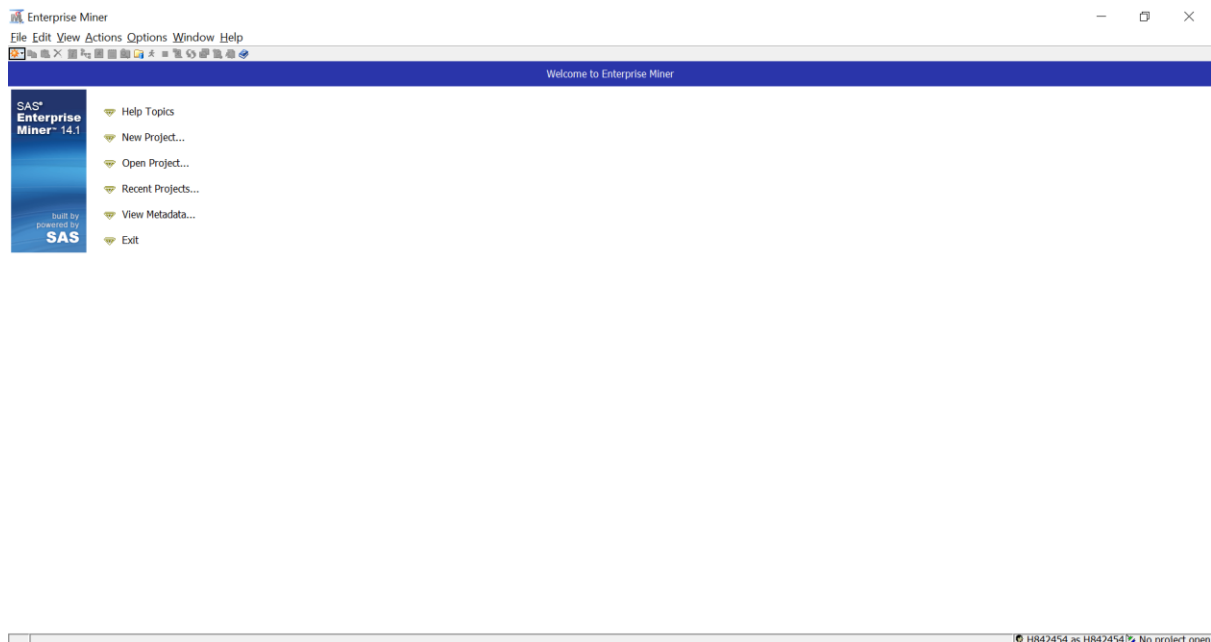 Enterprise Miner
File Edit View Actions Options Window Help
Welcome to Enterprise Miner
SAS®
Enterprise
Miner™ 14.1
built by
powered by
SAS
Help Topics
New Project...
Open Project...
Recent Projects...
View Metadata...
Exit
H842454 as H842454 No project open